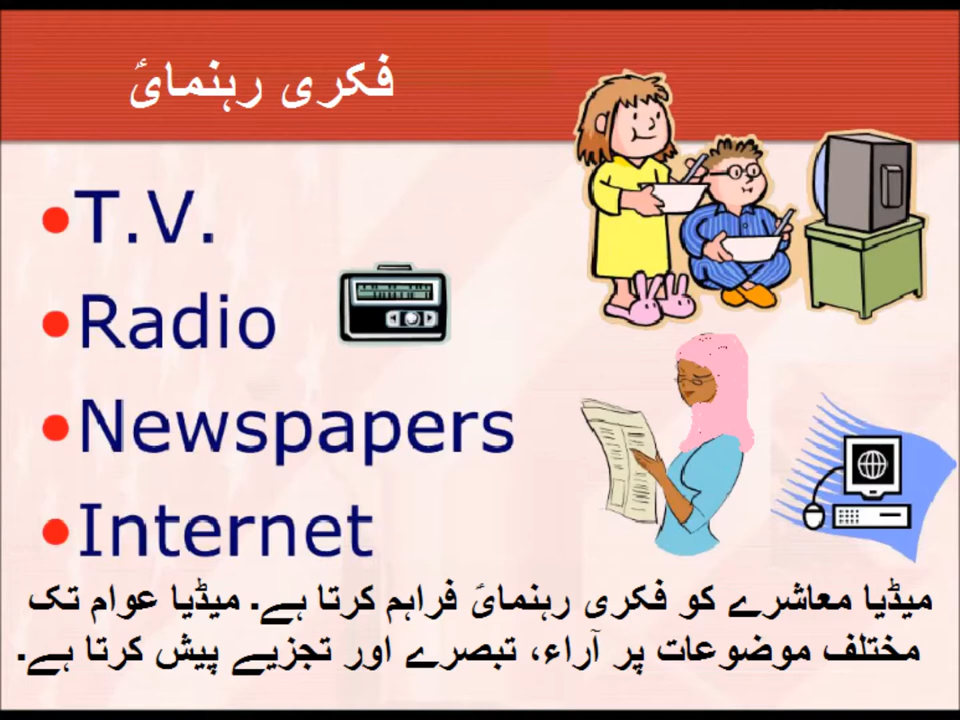 فکری رہنمائ
• T.V.
• Radio
• Newspapers
• Internet
میڈیا معاشرے کو فکری رہنمائ فراہم کرتا ہے۔ میڈیا عوام تک
مختلف موضوعات پر آراء، تبصرے اور تجزیے پیش کرتا ہے۔